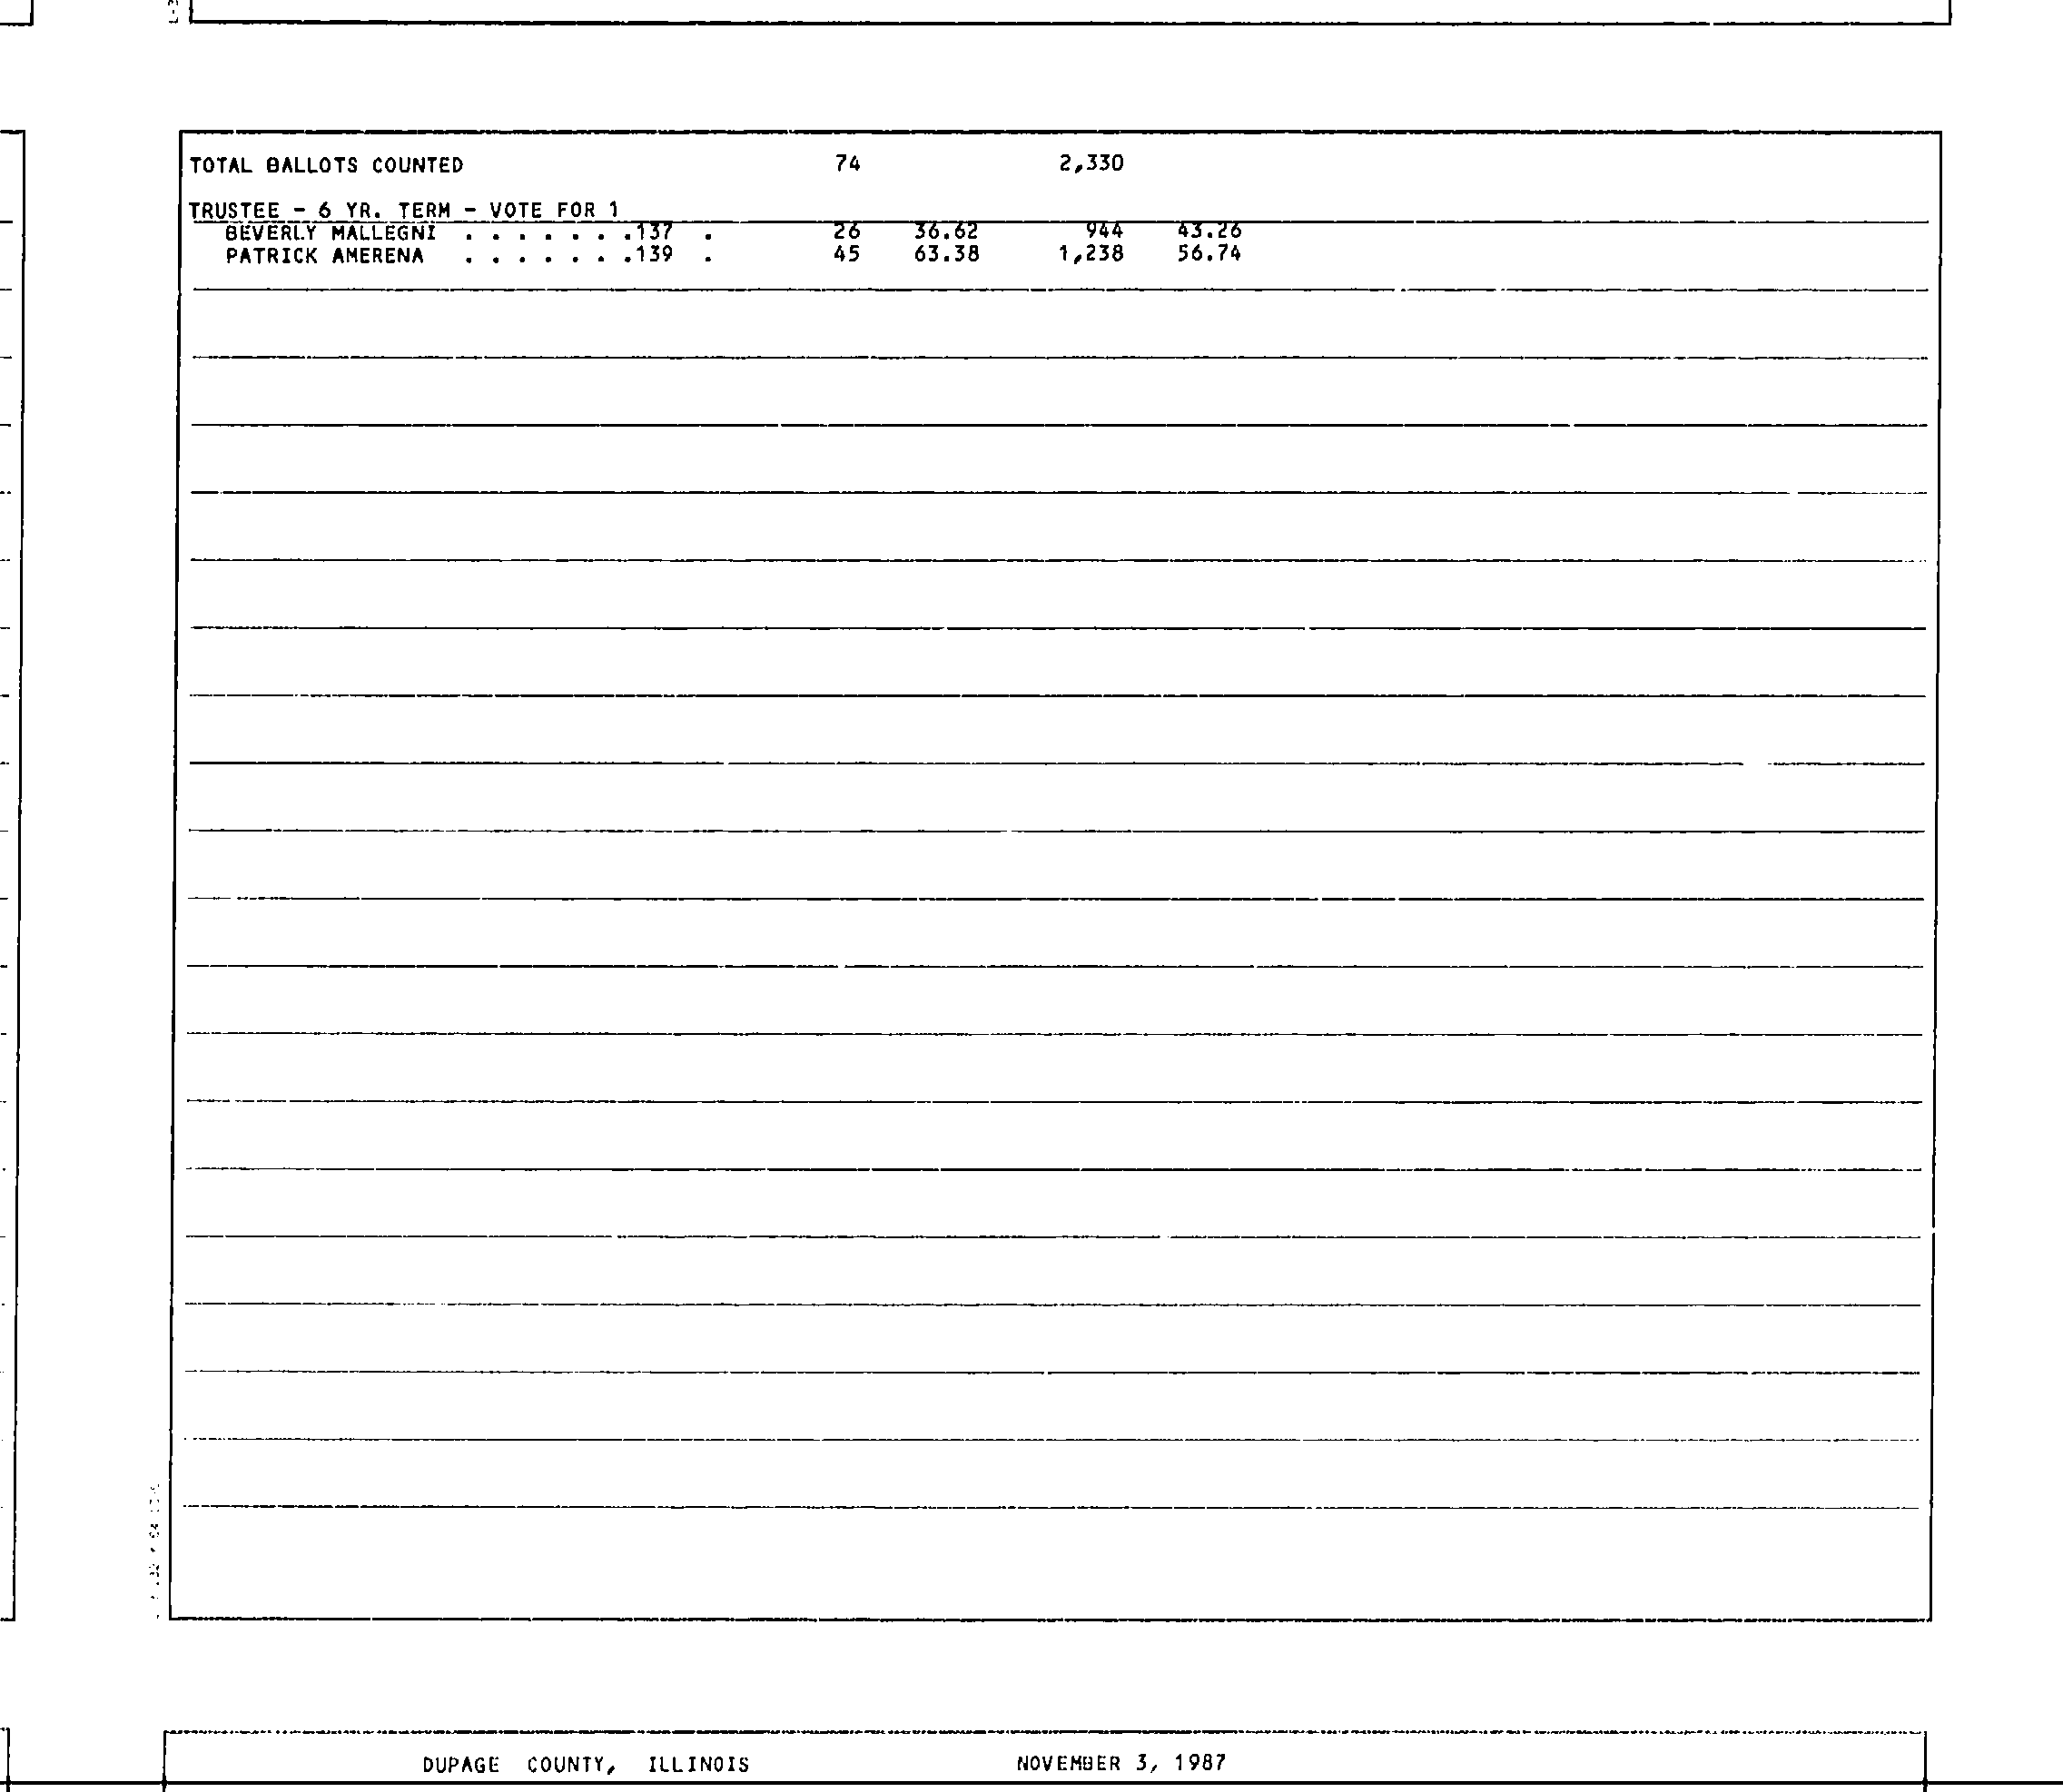 TOTAL BALLOTS COUNTED 74 2,330
TRUSTEE - 6 YR. TERM - VOTE FOR 1
BEVERLY MALLEGNI . . . . . . .137 . 26 36.62 944 43.26
PATRICK AMERENA . . . . . . .139 . 45 63.38 1,238 56.74
DUPAGE COUNTY, ILLINOIS NOVEMBER 3, 1987